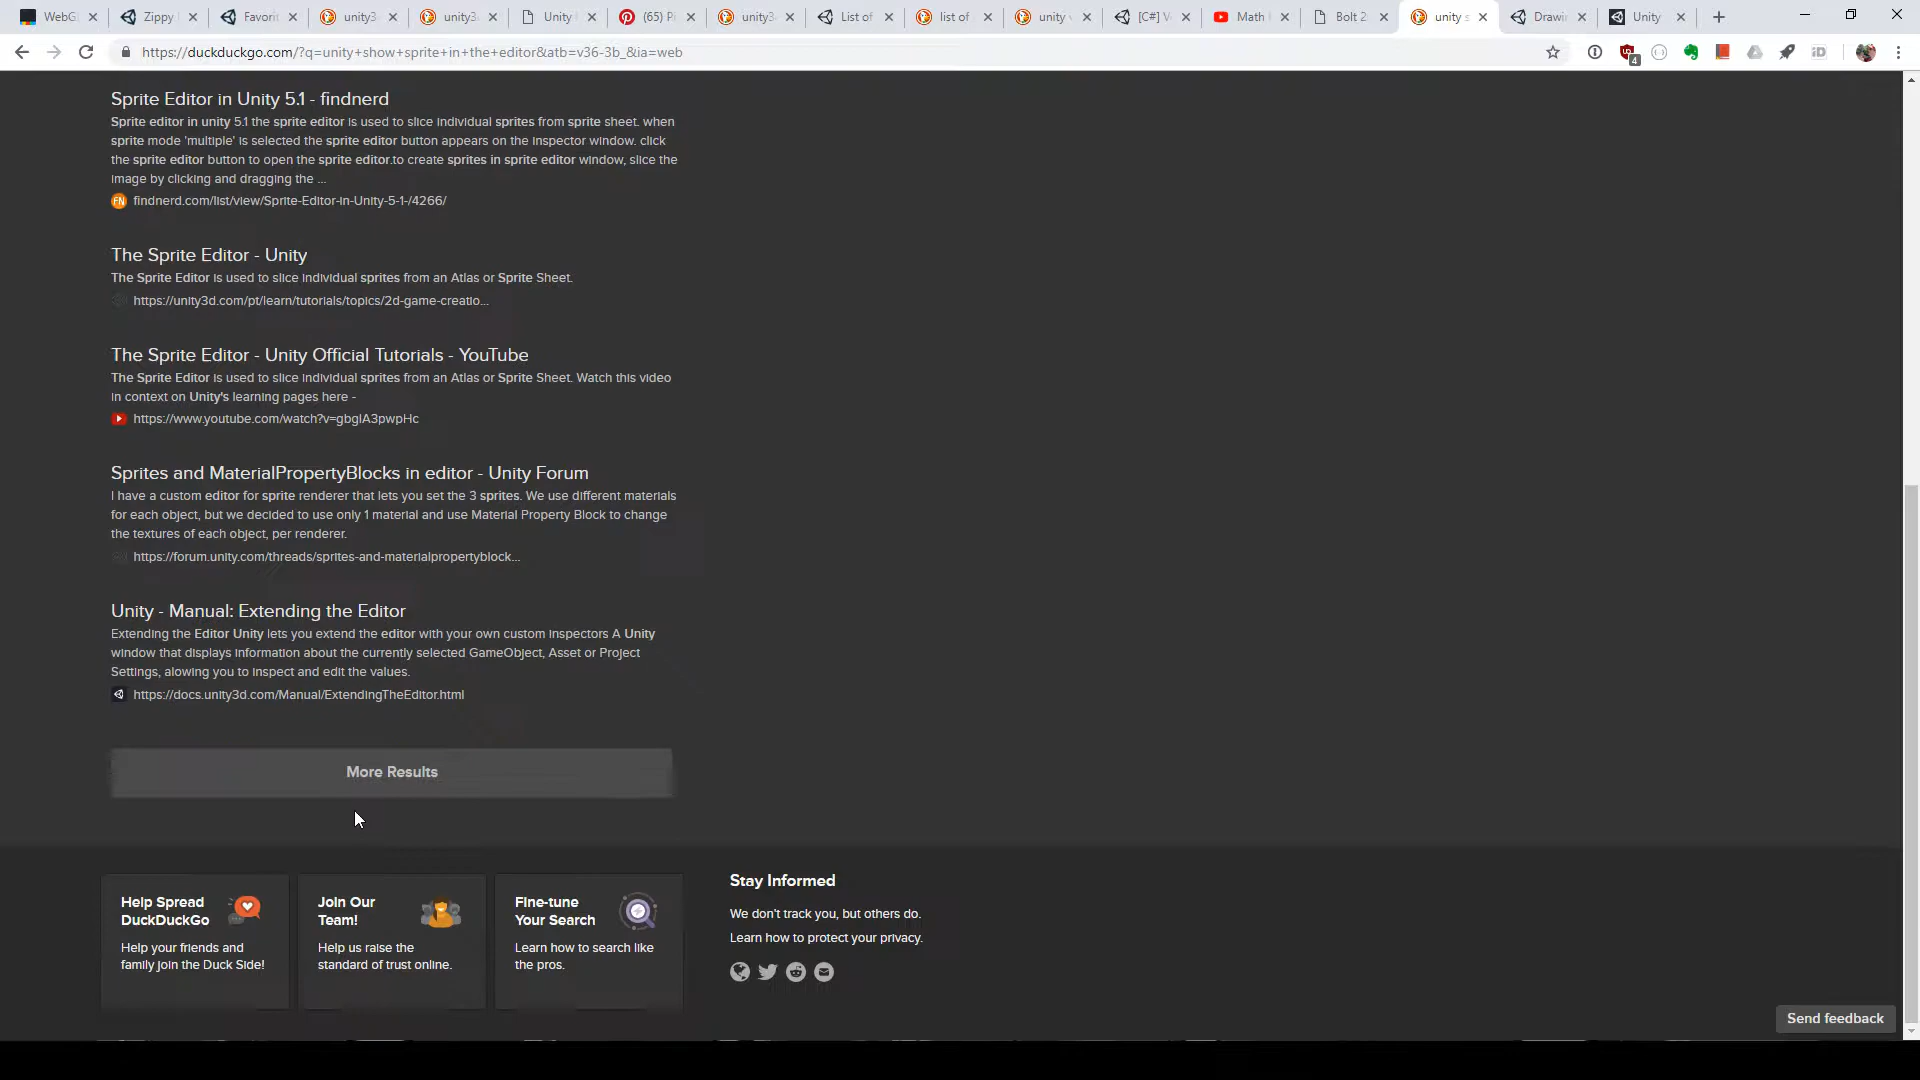 WebG
Zippy
Favorit
unity3
unity3
Unity
(65) Pi
unity3
List of
list of
unity v
[C#] V
Math
Bolt 2
unity s
Drawi
Unity
https://duckduckgo.com/?q=unity+show+sprite+in+the+editor&atb=v36-3b_&ia=web
4
Sprite Editor in Unity 5.1 - findnerd
Sprite editor in unity 5.1 the sprite editor is used to slice individual sprites from sprite sheet. when
sprite mode 'multiple' is selected the sprite editor button appears on the inspector window. click
the sprite editor button to open the sprite editor.to create sprites in sprite editor window, slice the
image by clicking and dragging the ...
FN findnerd.com/list/view/Sprite-Editor-in-Unity-5-1-/4266/
The Sprite Editor - Unity
The Sprite Editor is used to slice individual sprites from an Atlas or Sprite Sheet.
https://unity3d.com/pt/learn/tutorials/topics/2d-game-creatio...
The Sprite Editor - Unity Official Tutorials - YouTube
The Sprite Editor is used to slice individual sprites from an Atlas or Sprite Sheet. Watch this video
in context on Unity's learning pages here -
https://www.youtube.com/watch?v=gbgIA3pwpHc
Sprites and MaterialPropertyBlocks in editor - Unity Forum
I have a custom editor for sprite renderer that lets you set the 3 sprites. We use different materials
for each object, but we decided to use only 1 material and use Material Property Block to change
the textures of each object, per renderer.
https://forum.unity.com/threads/sprites-and-materialpropertyblock...
Unity - Manual: Extending the Editor
Extending the Editor Unity lets you extend the editor with your own custom inspectors A Unity
window that displays information about the currently selected GameObject, Asset or Project
Settings, alowing you to inspect and edit the values.
https://docs.unity3d.com/Manual/ExtendingTheEditor.html
More Results
Help Spread
DuckDuckGo
Help your friends and
family join the Duck Side!
Join Our
Team!
Help us raise the
standard of trust online.
Fine-tune
Your Search
Learn how to search like
the pros.
Stay Informed
We don't track you, but others do.
Learn how to protect your privacy.
Send feedback